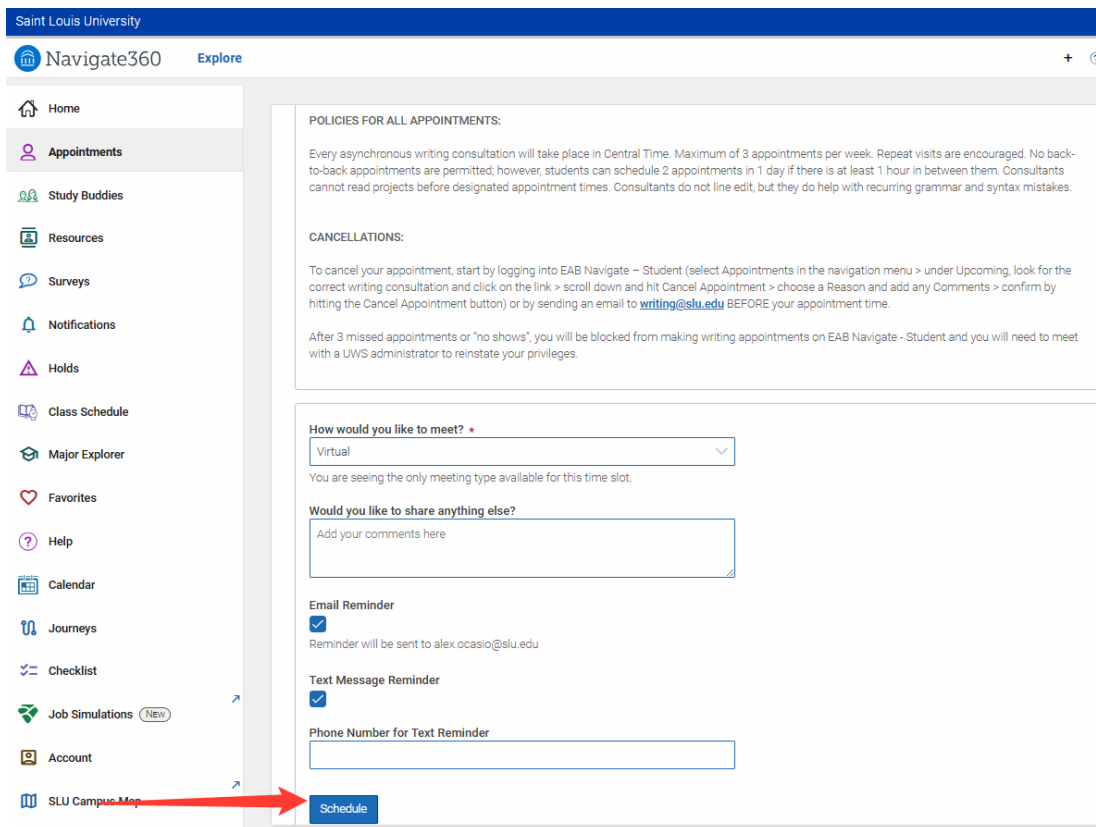 Saint Louis University
Navigate360
Explore
+
Home
Appointments
Study Buddies
Resources
Surveys
Notifications
Holds
Class Schedule
Major Explorer
Favorites
Help
Calendar
Journeys
Checklist
Job Simulations New
Account
SLU Campus Map
POLICIES FOR ALL APPOINTMENTS:
Every asynchronous writing consultation will take place in Central Time. Maximum of 3 appointments per week. Repeat visits are encouraged. No back-
to-back appointments are permitted; however, students can schedule 2 appointments in 1 day if there is at least 1 hour in between them. Consultants
cannot read projects before designated appointment times. Consultants do not line edit, but they do help with recurring grammar and syntax mistakes.
CANCELLATIONS:
To cancel your appointment, start by logging into EAB Navigate – Student (select Appointments in the navigation menu > under Upcoming, look for the
correct writing consultation and click on the link > scroll down and hit Cancel Appointment > choose a Reason and add any Comments > confirm by
hitting the Cancel Appointment button) or by sending an email to writing@slu.edu BEFORE your appointment time.
After 3 missed appointments or "no shows", you will be blocked from making writing appointments on EAB Navigate - Student and you will need to meet
with a UWS administrator to reinstate your privileges.
How would you like to meet? *
Virtual
You are seeing the only meeting type available for this time slot.
Would you like to share anything else?
Add your comments here
Email Reminder
Reminder will be sent to alex.ocasio@slu.edu
Text Message Reminder
Phone Number for Text Reminder
Schedule